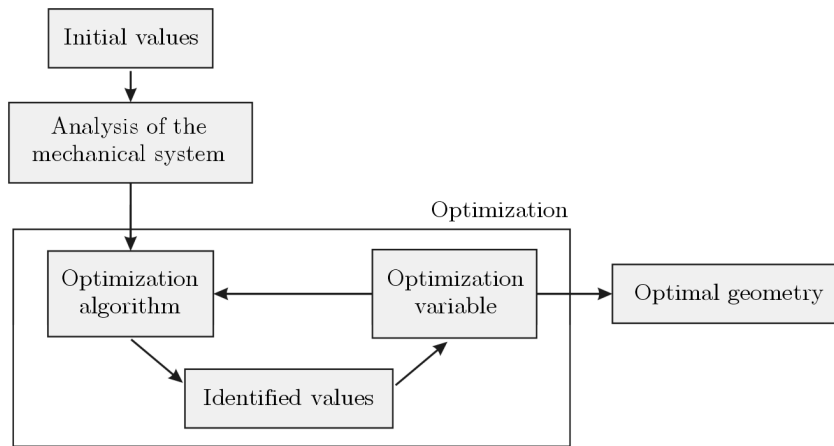 Initial values
Analysis of the
mechanical system
Optimization
Optimization
algorithm
Optimization
variable
Optimal geometry
Identified values